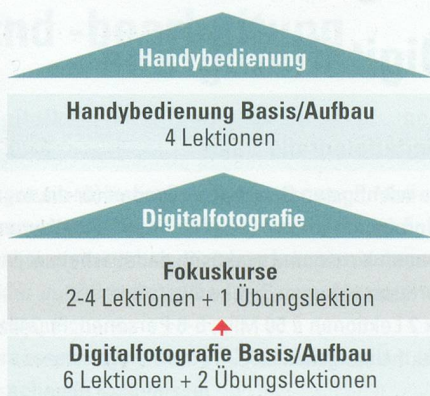 Handybedienung
Handybedienung Basis/Aufbau
4 Lektionen
Digitalfotografie
Fokuskurse
2-4 Lektionen + 1 Übungslektion
Digitalfotografie Basis/Aufbau
6 Lektionen + 2 Übungslektionen